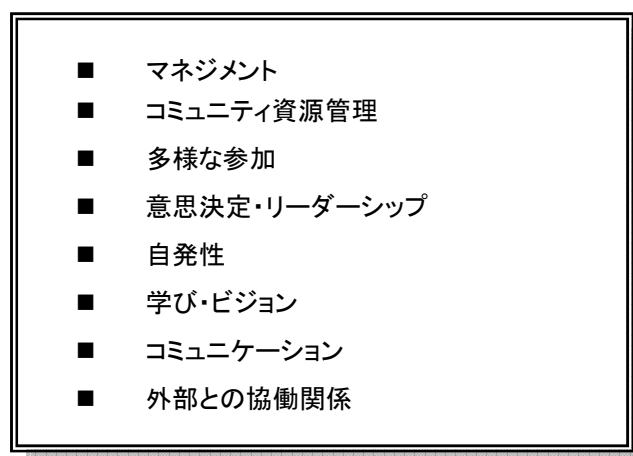 ■ マネジメント
■ コミュニティ資源管理
■ 多様な参加
■ 意思決定・リーダーシップ
■ 自発性
■ 学び・ビジョン
■ コミュニケーション
■ 外部との協働関係